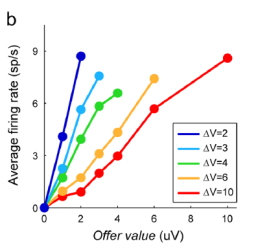 b
Average firing rate (sp/s)
9
6
3
0
0 2 4 6 8 10
Offer value (uV)
ΔV=2
ΔV=3
ΔV=4
ΔV=6
ΔV=10